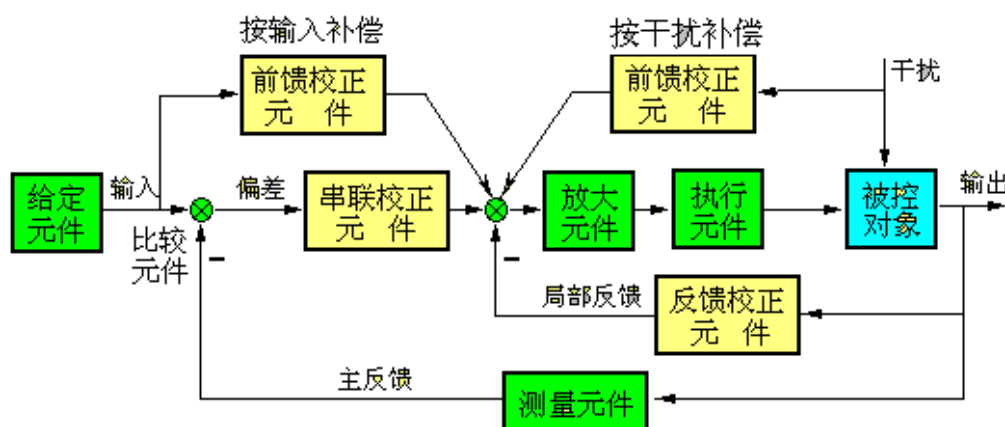 按输入补偿
按干扰补偿
前馈校正
元 件
前馈校正
元 件
干扰
给定
元件
输入
比较
元件
偏差
串联校正
元 件
放大
元件
执行
元件
被控
对象
输出
－
－
局部反馈
反馈校正
元 件
主反馈
测量元件